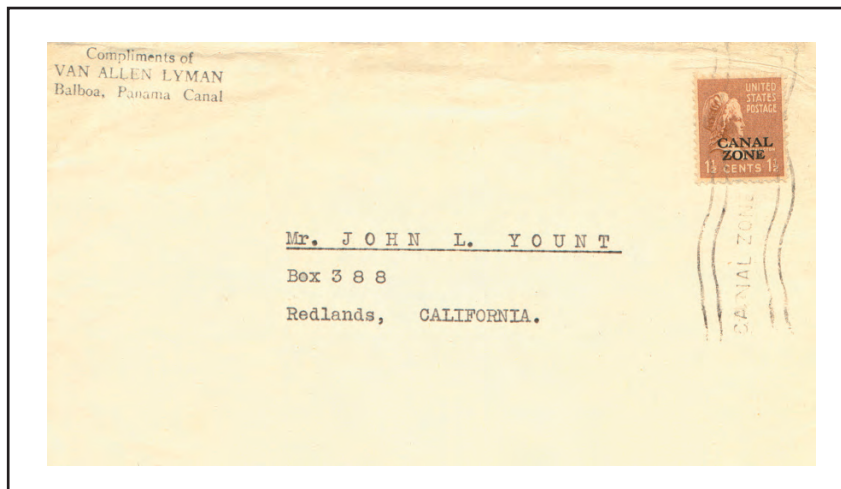 Compliments of
VAN ALLEN LYMAN
Balboa, Panama Canal
UNITED
STATES
POSTAGE
CANAL
ZONE
1½ CENTS 1½
CANAL ZONE
Mr. J O H N L. Y O U N T
Box 3 8 8
Redlands, CALIFORNIA.